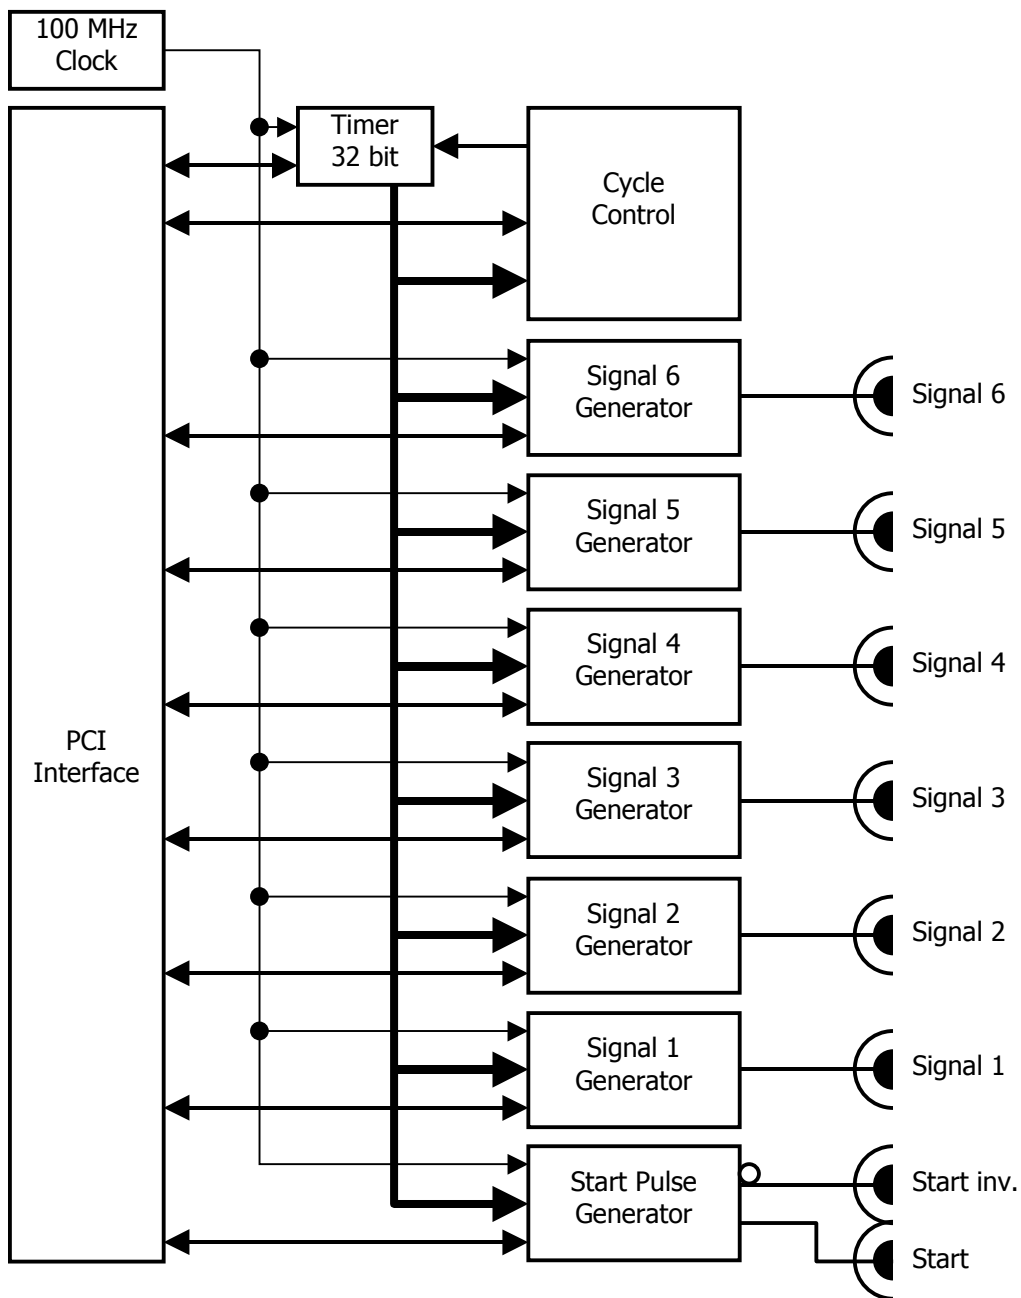 100 MHz
Clock
Timer
32 bit
Cycle
Control
Signal 6
Generator
Signal 6
Signal 5
Generator
Signal 5
Signal 4
Generator
Signal 4
PCI
Interface
Signal 3
Generator
Signal 3
Signal 2
Generator
Signal 2
Signal 1
Generator
Signal 1
Start Pulse
Generator
Start inv.
Start